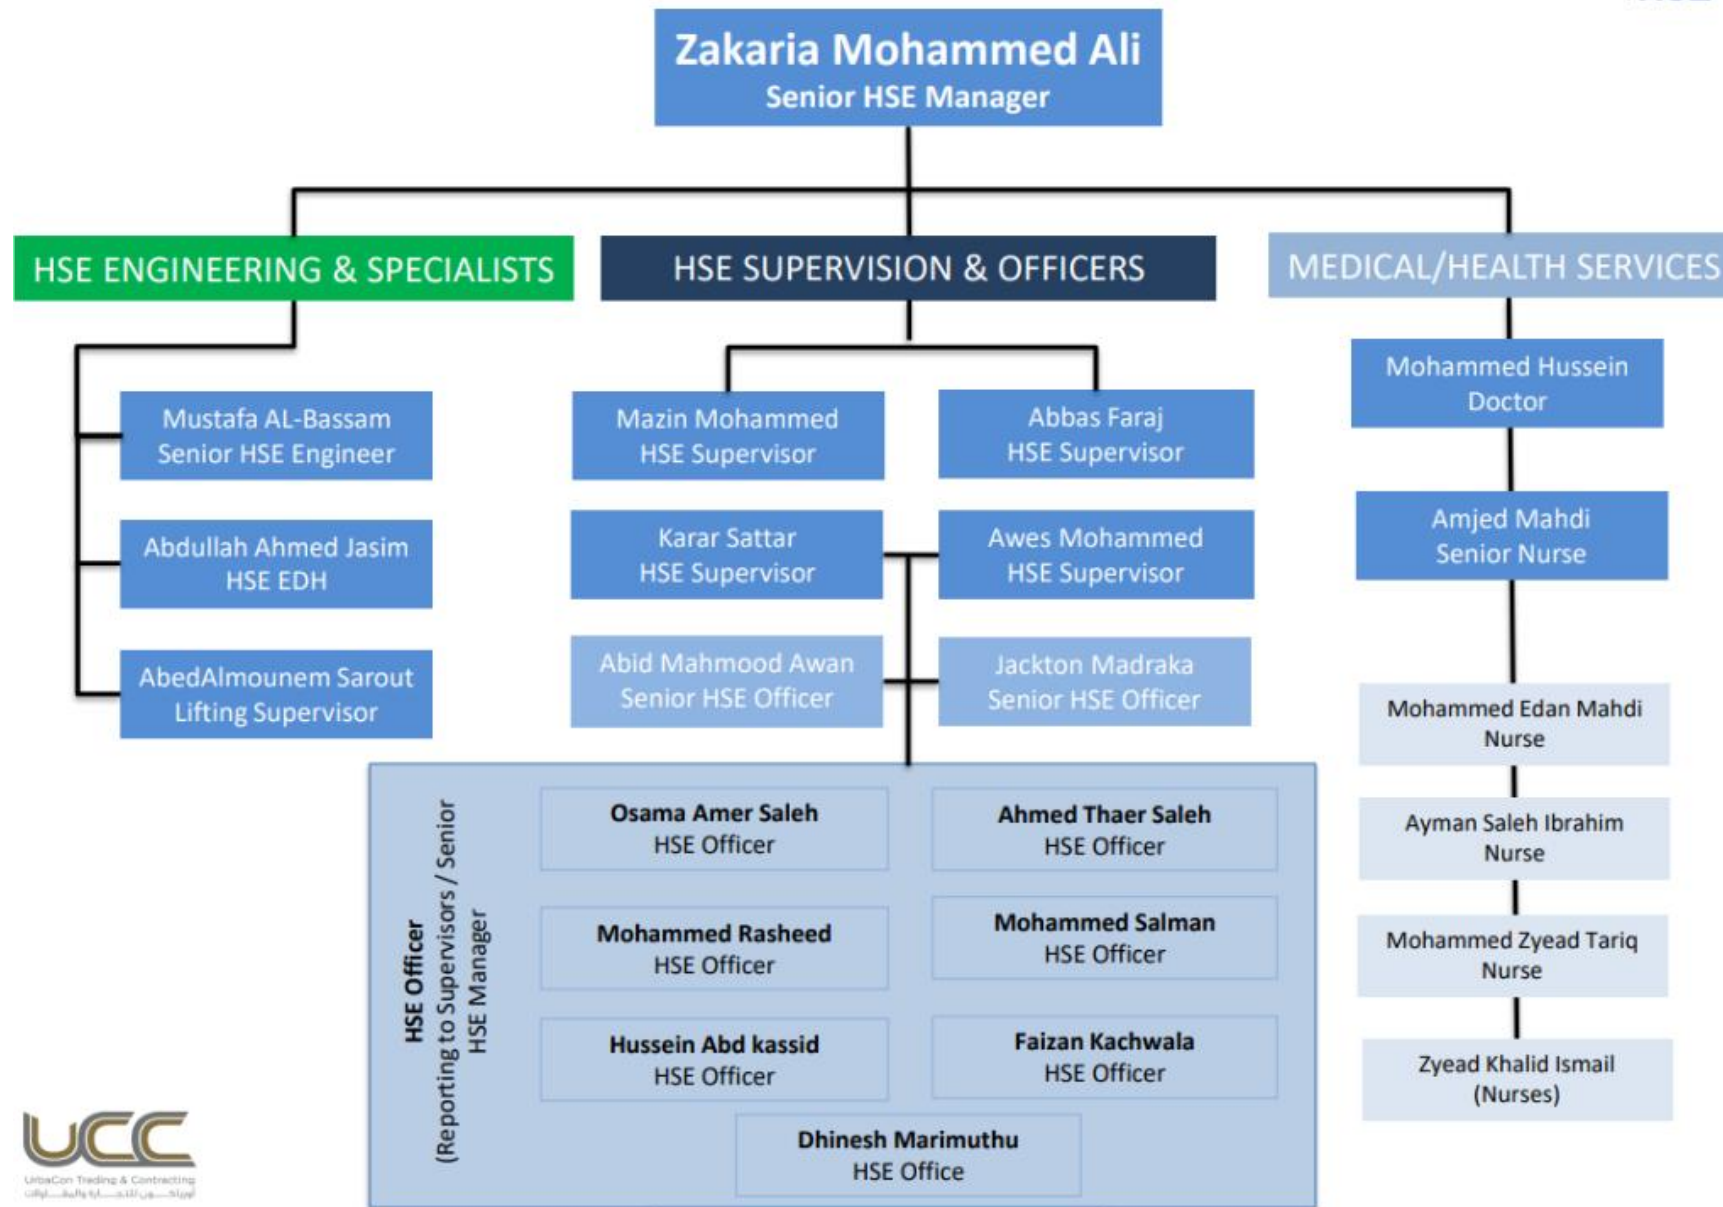 Zakaria Mohammed Ali
Senior HSE Manager
HSE ENGINEERING & SPECIALISTS
HSE SUPERVISION & OFFICERS
MEDICAL/HEALTH SERVICES
Mustafa AL-Bassam
Senior HSE Engineer
Abdullah Ahmed Jasim
HSE EDH
AbedAlmounem Sarout
Lifting Supervisor
Mazin Mohammed
HSE Supervisor
Abbas Faraj
HSE Supervisor
Karar Sattar
HSE Supervisor
Awes Mohammed
HSE Supervisor
Abid Mahmood Awan
Senior HSE Officer
Jackton Madraka
Senior HSE Officer
HSE Officer
(Reporting to Supervisors / Senior
HSE Manager
Osama Amer Saleh
HSE Officer
Ahmed Thaer Saleh
HSE Officer
Mohammed Rasheed
HSE Officer
Mohammed Salman
HSE Officer
Hussein Abd kassid
HSE Officer
Faizan Kachwala
HSE Officer
Dhinesh Marimuthu
HSE Office
Mohammed Hussein
Doctor
Amjed Mahdi
Senior Nurse
Mohammed Edan Mahdi
Nurse
Ayman Saleh Ibrahim
Nurse
Mohammed Zyead Tariq
Nurse
Zyead Khalid Ismail
(Nurses)
UCC
UrbaCon Trading & Contracting